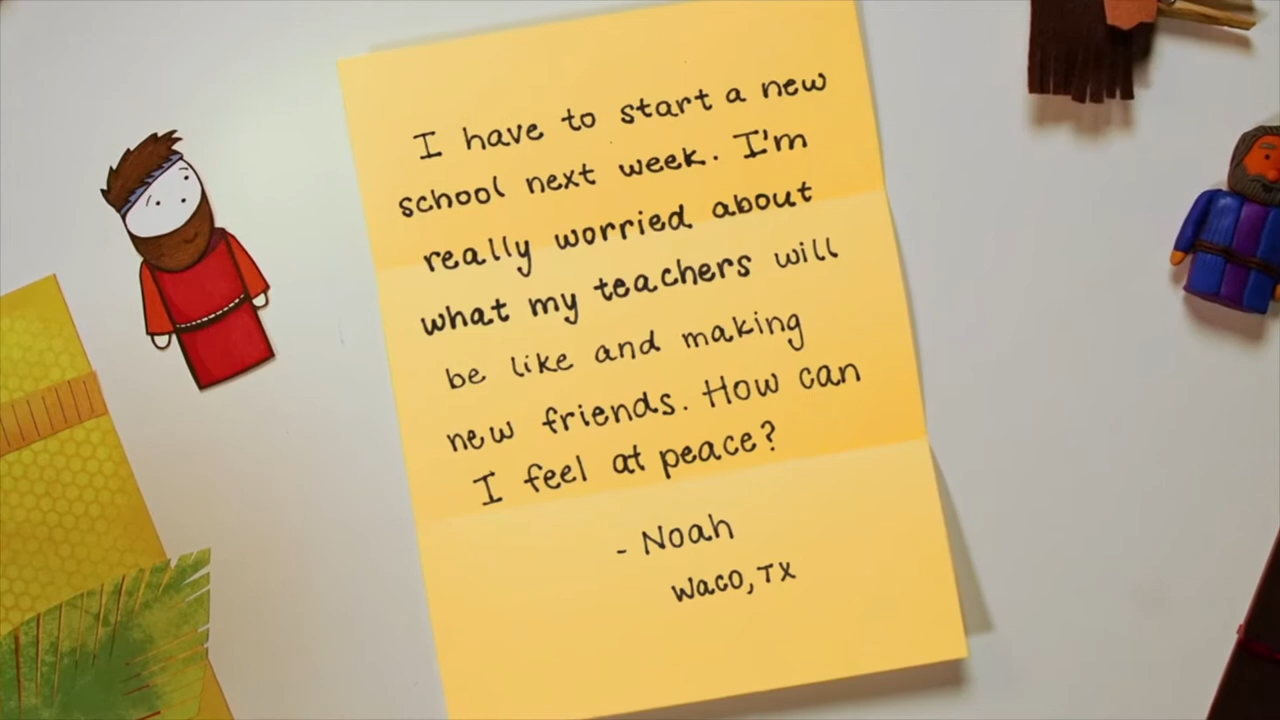 I have to start a new
school next week. I'm
really worried about
what my teachers will
be like and making
new friends. How can
I feel at peace?
- Noah
Waco, TX